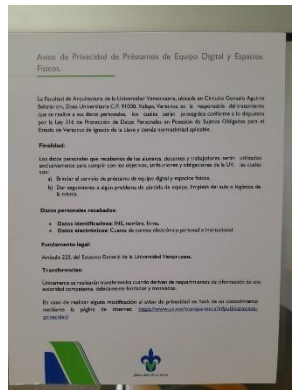 Aviso de Privacidad de Préstamos de Equipo Digital y Espacios
Físicos.
La Facultad de Arquitectura de la Universidad Veracruzana, ubicada en Circuito Gonzalo Aguirre
Beltrán sn, Zona Universitaria C.P. 91000, Xalapa, Veracruz, es la responsable del tratamiento
que se realice a sus datos personales, los cuales serán protegidos conforme a lo dispuesto
por la Ley 316 de Protección de Datos Personales en Posesión de Sujetos Obligados para el
Estado de Veracruz de Ignacio de la Llave y demás normatividad aplicable.
Finalidad:
Los datos personales que recabemos de los alumnos, docentes y trabajadores, serán utilizados
exclusivamente para cumplir con los objetivos, atribuciones y obligaciones de la UV, las cuales
son:
a) Brindar el servicio de préstamo de equipo digital y espacios físicos.
b) Dar seguimiento a algún problema de pérdida de equipo, limpieza del aula o logística de
la misma.
Datos personales recabados:
• Datos identificativos: INE, nombre, firma.
• Datos electrónicos: Cuenta de correo electrónico personal e institucional
Fundamento legal:
Artículo 223, del Estatuto General de la Universidad Veracruzana.
Transferencias:
Únicamente se realizarán transferencias cuando deriven de requerimientos de información de una
autoridad competente, debidamente fundados y motivados.
En caso de realizar alguna modificación al aviso de privacidad se hará de su conocimiento
mediante la página de internet: